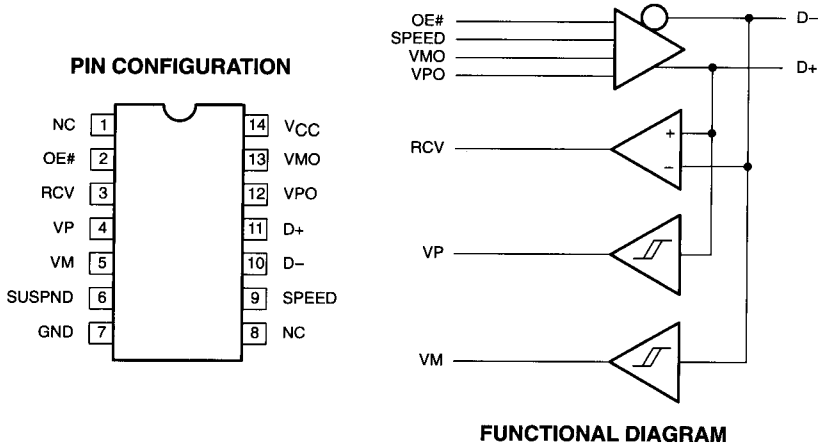 PIN CONFIGURATION
NC 1
OE# 2
RCV 3
VP 4
VM 5
SUSPND 6
GND 7
14 VCC
13 VMO
12 VPO
11 D+
10 D–
9 SPEED
8 NC
OE#
SPEED
VMO
VPO
D–
D+
RCV
+
–
VP
VM
FUNCTIONAL DIAGRAM